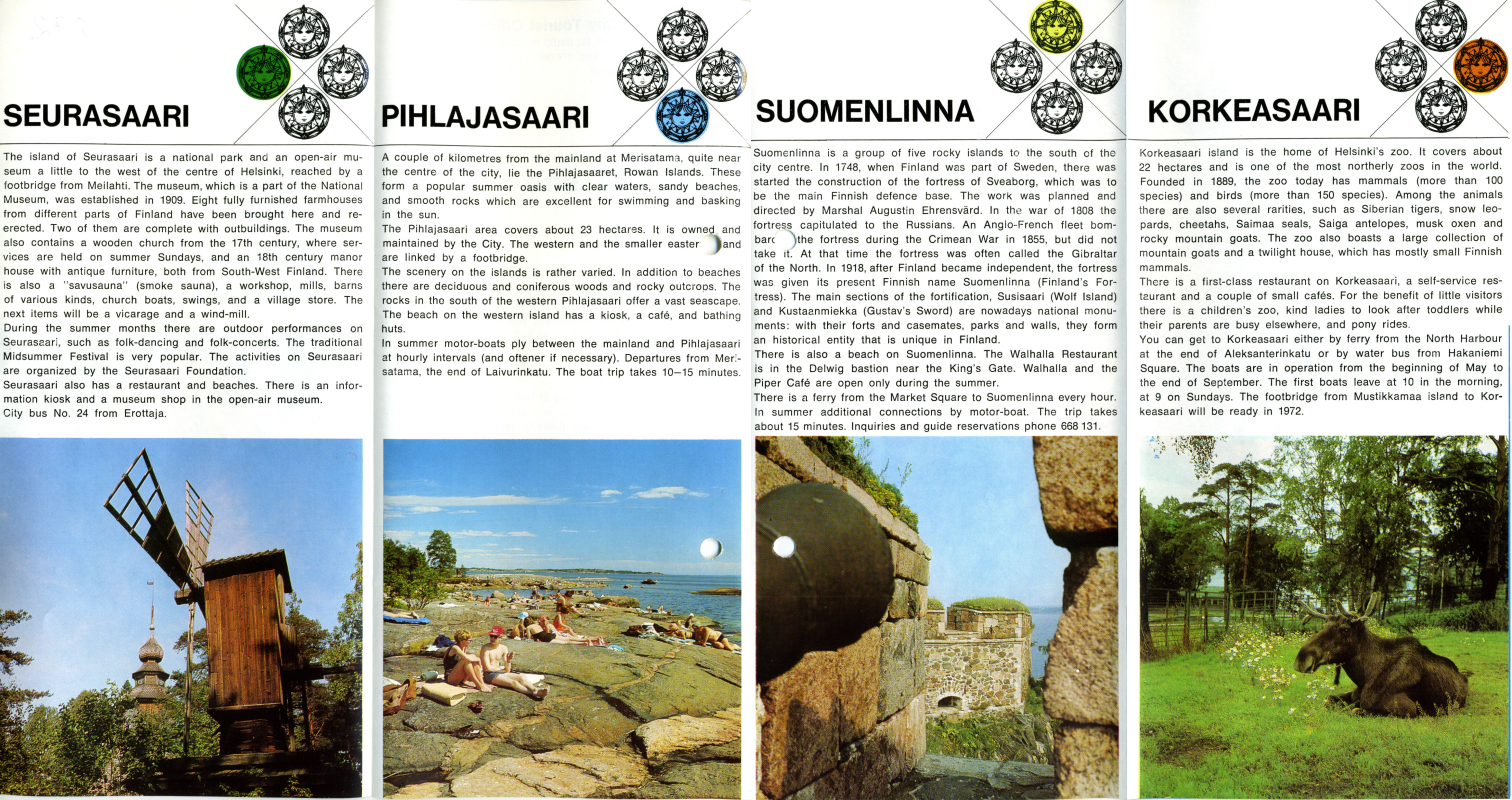 SEURASAARI
The island of Seurasaari is a national park and an open-air mu-
seum a little to the west of the centre of Helsinki, reached by a
footbridge from Meilahti. The museum, which is a part of the National
Museum, was established in 1909. Eight fully furnished farmhouses
from different parts of Finland have been brought here and re-
erected. Two of them are complete with outbuildings. The museum
also contains a wooden church from the 17th century, where ser-
vices are held on summer Sundays, and an 18th century manor
house with antique furniture, both from South-West Finland. There
is also a "savusauna" (smoke sauna), a workshop, mills, barns
of various kinds, church boats, swings, and a village store. The
next items will be a vicarage and a wind-mill.
During the summer months there are outdoor performances on
Seurasaari, such as folk-dancing and folk-concerts. The traditional
Midsummer Festival is very popular. The activities on Seurasaari
are organized by the Seurasaari Foundation.
Seurasaari also has a restaurant and beaches. There is an infor-
mation kiosk and a museum shop in the open-air museum.
City bus No. 24 from Erottaja.
PIHLAJASAARI
A couple of kilometres from the mainland at Merisatama, quite near
the centre of the city, lie the Pihlajasaaret, Rowan Islands. These
form a popular summer oasis with clear waters, sandy beaches,
and smooth rocks which are excellent for swimming and basking
in the sun.
The Pihlajasaari area covers about 23 hectares. It is owned and
maintained by the City. The western and the smaller easter and
are linked by a footbridge.
The scenery on the islands is rather varied. In addition to beaches
there are deciduous and coniferous woods and rocky outcrops. The
rocks in the south of the western Pihlajasaari offer a vast seascape.
The beach on the western island has a kiosk, a café, and bathing
huts.
In summer motor-boats ply between the mainland and Pihlajasaari
at hourly intervals (and oftener if necessary). Departures from Meri-
satama, the end of Laivurinkatu. The boat trip takes 10—15 minutes.
SUOMENLINNA
Suomenlinna is a group of five rocky islands to the south of the
city centre. In 1748, when Finland was part of Sweden, there was
started the construction of the fortress of Sveaborg, which was to
be the main Finnish defence base. The work was planned and
directed by Marshal Augustin Ehrensvärd. In the war of 1808 the
fortress capitulated to the Russians. An Anglo-French fleet bom-
barc the fortress during the Crimean War in 1855, but did not
take it. At that time the fortress was often called the Gibraltar
of the North. In 1918, after Finland became independent, the fortress
was given its present Finnish name Suomenlinna (Finland's For-
tress). The main sections of the fortification, Susisaari (Wolf Island)
and Kustaanmiekka (Gustav's Sword) are nowadays national monu-
ments: with their forts and casemates, parks and walls, they form
an historical entity that is unique in Finland.
There is also a beach on Suomenlinna. The Walhalla Restaurant
is in the Delwig bastion near the King's Gate. Walhalla and the
Piper Café are open only during the summer.
There is a ferry from the Market Square to Suomenlinna every hour.
In summer additional connections by motor-boat. The trip takes
about 15 minutes. Inquiries and guide reservations phone 668 131.
KORKEASAARI
Korkeasaari island is the home of Helsinki's zoo. It covers about
22 hectares and is one of the most northerly zoos in the world.
Founded in 1889, the zoo today has mammals (more than 100
species) and birds (more than 150 species). Among the animals
there are also several rarities, such as Siberian tigers, snow leo-
pards, cheetahs, Saimaa seals, Saiga antelopes, musk oxen and
rocky mountain goats. The zoo also boasts a large collection of
mountain goats and a twilight house, which has mostly small Finnish
mammals.
There is a first-class restaurant on Korkeasaari, a self-service res-
taurant and a couple of small cafés. For the benefit of little visitors
there is a children's zoo, kind ladies to look after toddlers while
their parents are busy elsewhere, and pony rides.
You can get to Korkeasaari either by ferry from the North Harbour
at the end of Aleksanterinkatu or by water bus from Hakaniemi
Square. The boats are in operation from the beginning of May to
the end of September. The first boats leave at 10 in the morning,
at 9 on Sundays. The footbridge from Mustikkamaa island to Kor-
keasaari will be ready in 1972.